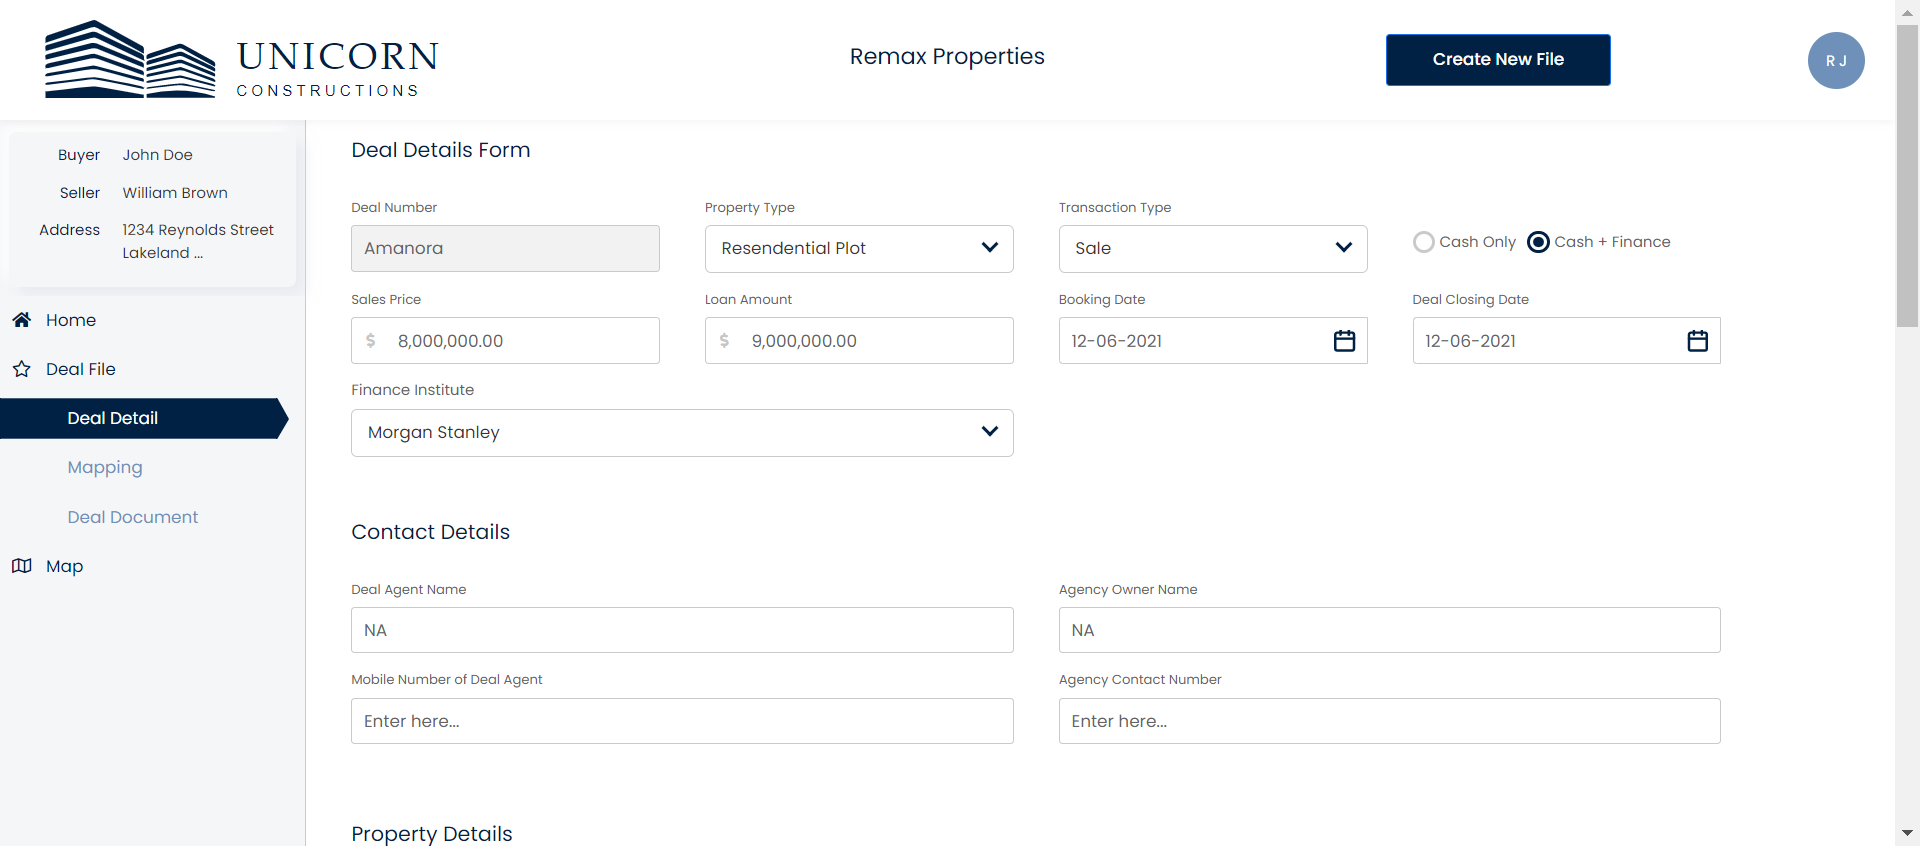 UNICORN
CONSTRUCTIONS
Remax Properties
Create New File
R J
Buyer John Doe
Seller William Brown
Address 1234 Reynolds Street
Lakeland ...
Home
Deal File
Deal Detail
Mapping
Deal Document
Map
Deal Details Form
Deal Number Property Type Transaction Type
Amanora Resendential Plot Sale Cash Only Cash + Finance
Sales Price Loan Amount Booking Date Deal Closing Date
$ 8,000,000.00 $ 9,000,000.00 12-06-2021 12-06-2021
Finance Institute
Morgan Stanley
Contact Details
Deal Agent Name Agency Owner Name
NA NA
Mobile Number of Deal Agent Agency Contact Number
Enter here... Enter here...
Property Details